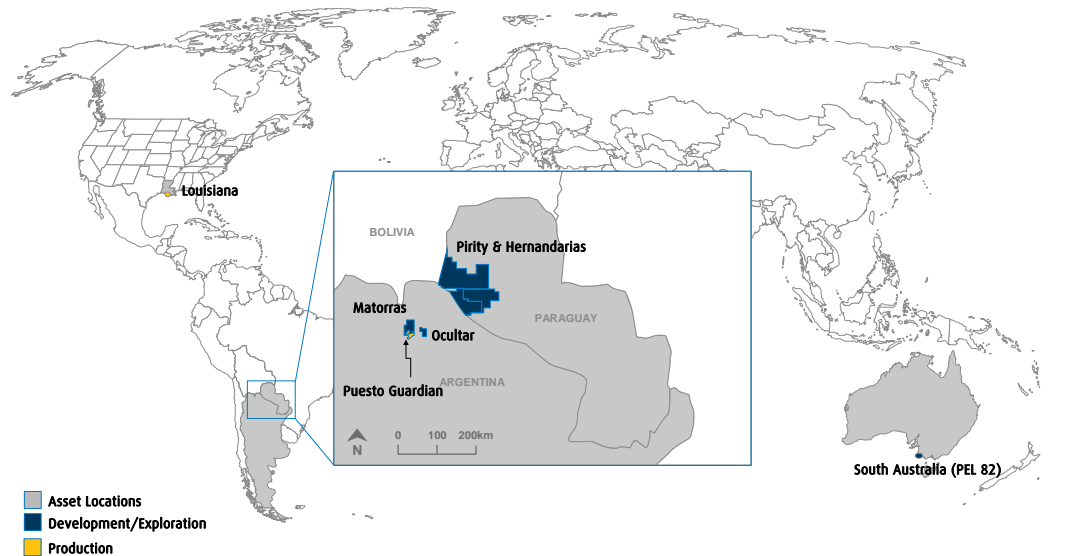 Louisiana
BOLIVIA
Pirity & Hernandarias
Matorras
PARAGUAY
Ocultar
ARGENTINA
Puesto Guardian
N
0 100 200km
South Australia (PEL 82)
Asset Locations
Development/Exploration
Production